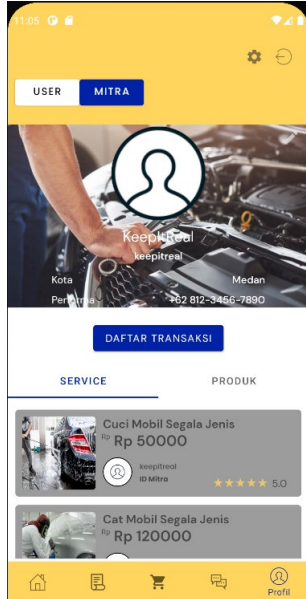 11:05
USER MITRA
KeepItReal
keepitreal
Kota Medan
Performa +62 812-3456-7890
DAFTAR TRANSAKSI
SERVICE PRODUK
Cuci Mobil Segala Jenis
Rp Rp 50000
keepitreal
ID Mitra
5.0
Cat Mobil Segala Jenis
Rp Rp 120000
Profil